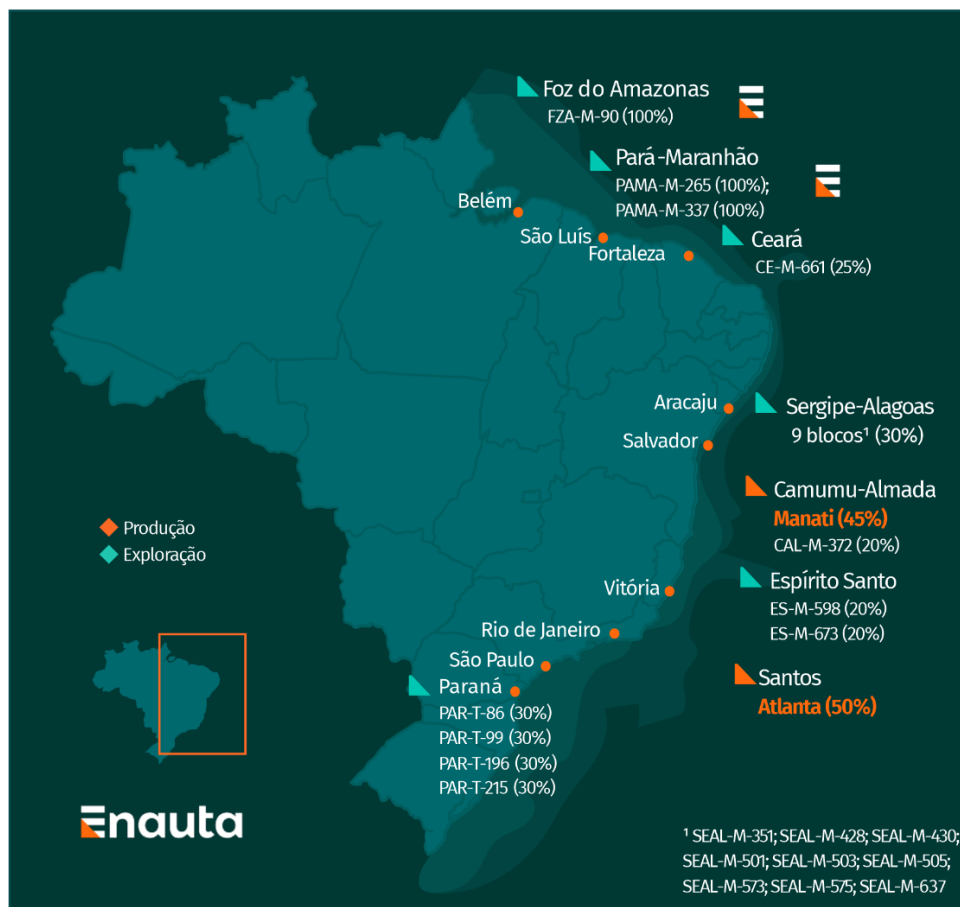 Foz do Amazonas
FZA-M-90 (100%)
Pará-Maranhão
PAMA-M-265 (100%);
PAMA-M-337 (100%)
Belém
São Luís
Fortaleza
Ceará
CE-M-661 (25%)
Aracaju
Salvador
Sergipe-Alagoas
9 blocos¹ (30%)
Camumu-Almada
Manati (45%)
CAL-M-372 (20%)
Produção
Exploração
Vitória
Espírito Santo
ES-M-598 (20%)
ES-M-673 (20%)
Rio de Janeiro
São Paulo
Santos
Atlanta (50%)
Paraná
PAR-T-86 (30%)
PAR-T-99 (30%)
PAR-T-196 (30%)
PAR-T-215 (30%)
Enauta
¹ SEAL-M-351; SEAL-M-428; SEAL-M-430;
SEAL-M-501; SEAL-M-503; SEAL-M-505;
SEAL-M-573; SEAL-M-575; SEAL-M-637